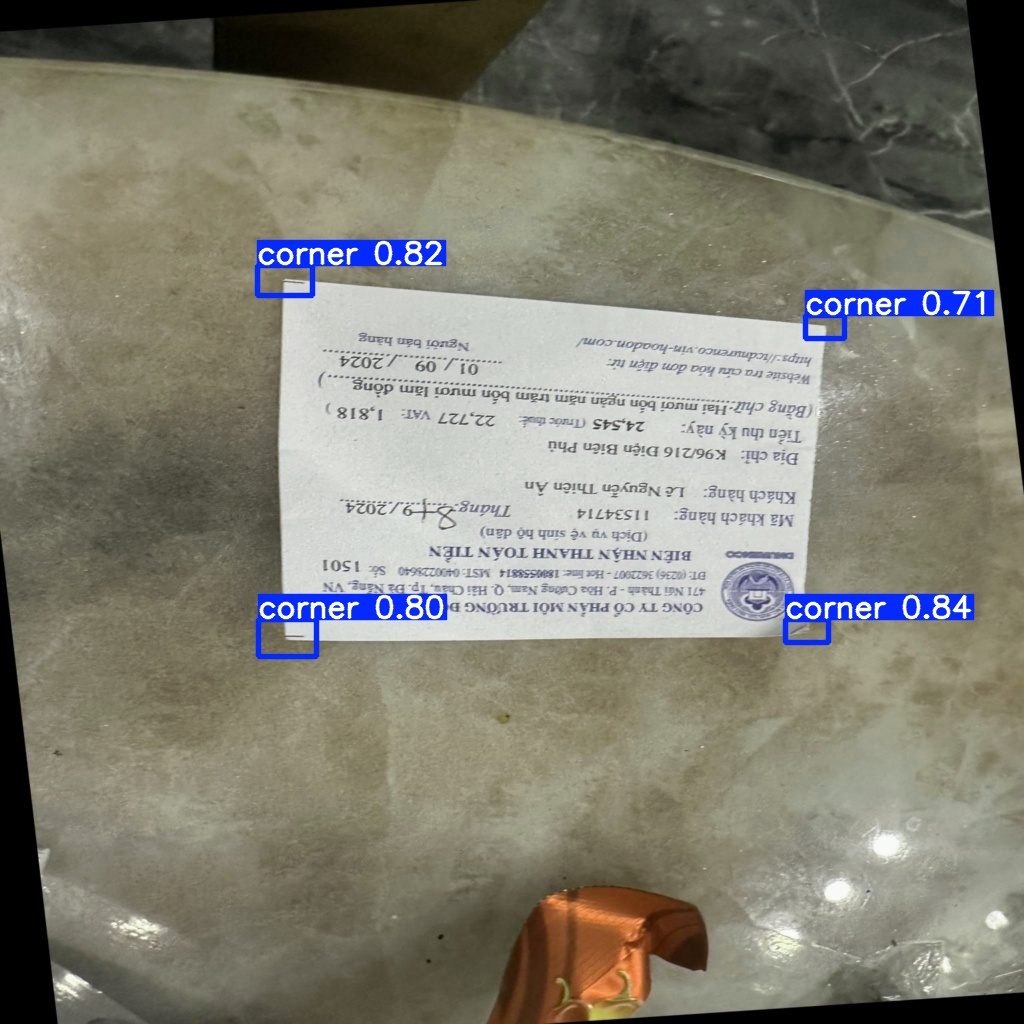 corner 0.82
corner 0.71
corner 0.80
corner 0.84
CÔNG TY CỔ PHẦN MÔI TRƯỜNG
471 Núi Thành - P. Hòa Cường Nam, Q. Hải Châu, Tp. Đà Nẵng, VN
ĐT: (0236) 3622007 - Hot line: 1800558814 MST: 0400228640 Số: 1501
BIÊN NHẬN THANH TOÁN TIỀN
(Dịch vụ vệ sinh hộ dân)
Mã khách hàng: 11534714 Tháng: 8+9/2024
Khách hàng: Lê Nguyễn Thiên Ân
Địa chỉ: K96/216 Điện Biên Phủ
Tiền thu kỳ này: 24,545 (Trước thuế: 22,727 VAT: 1,818)
(Bằng chữ: Hai mươi bốn ngàn năm trăm bốn mươi lăm đồng)
Website tra cứu hóa đơn điện tử: 01 / 09 / 2024
https://tcdnurenco.vin-hoadon.com/ Người bán hàng